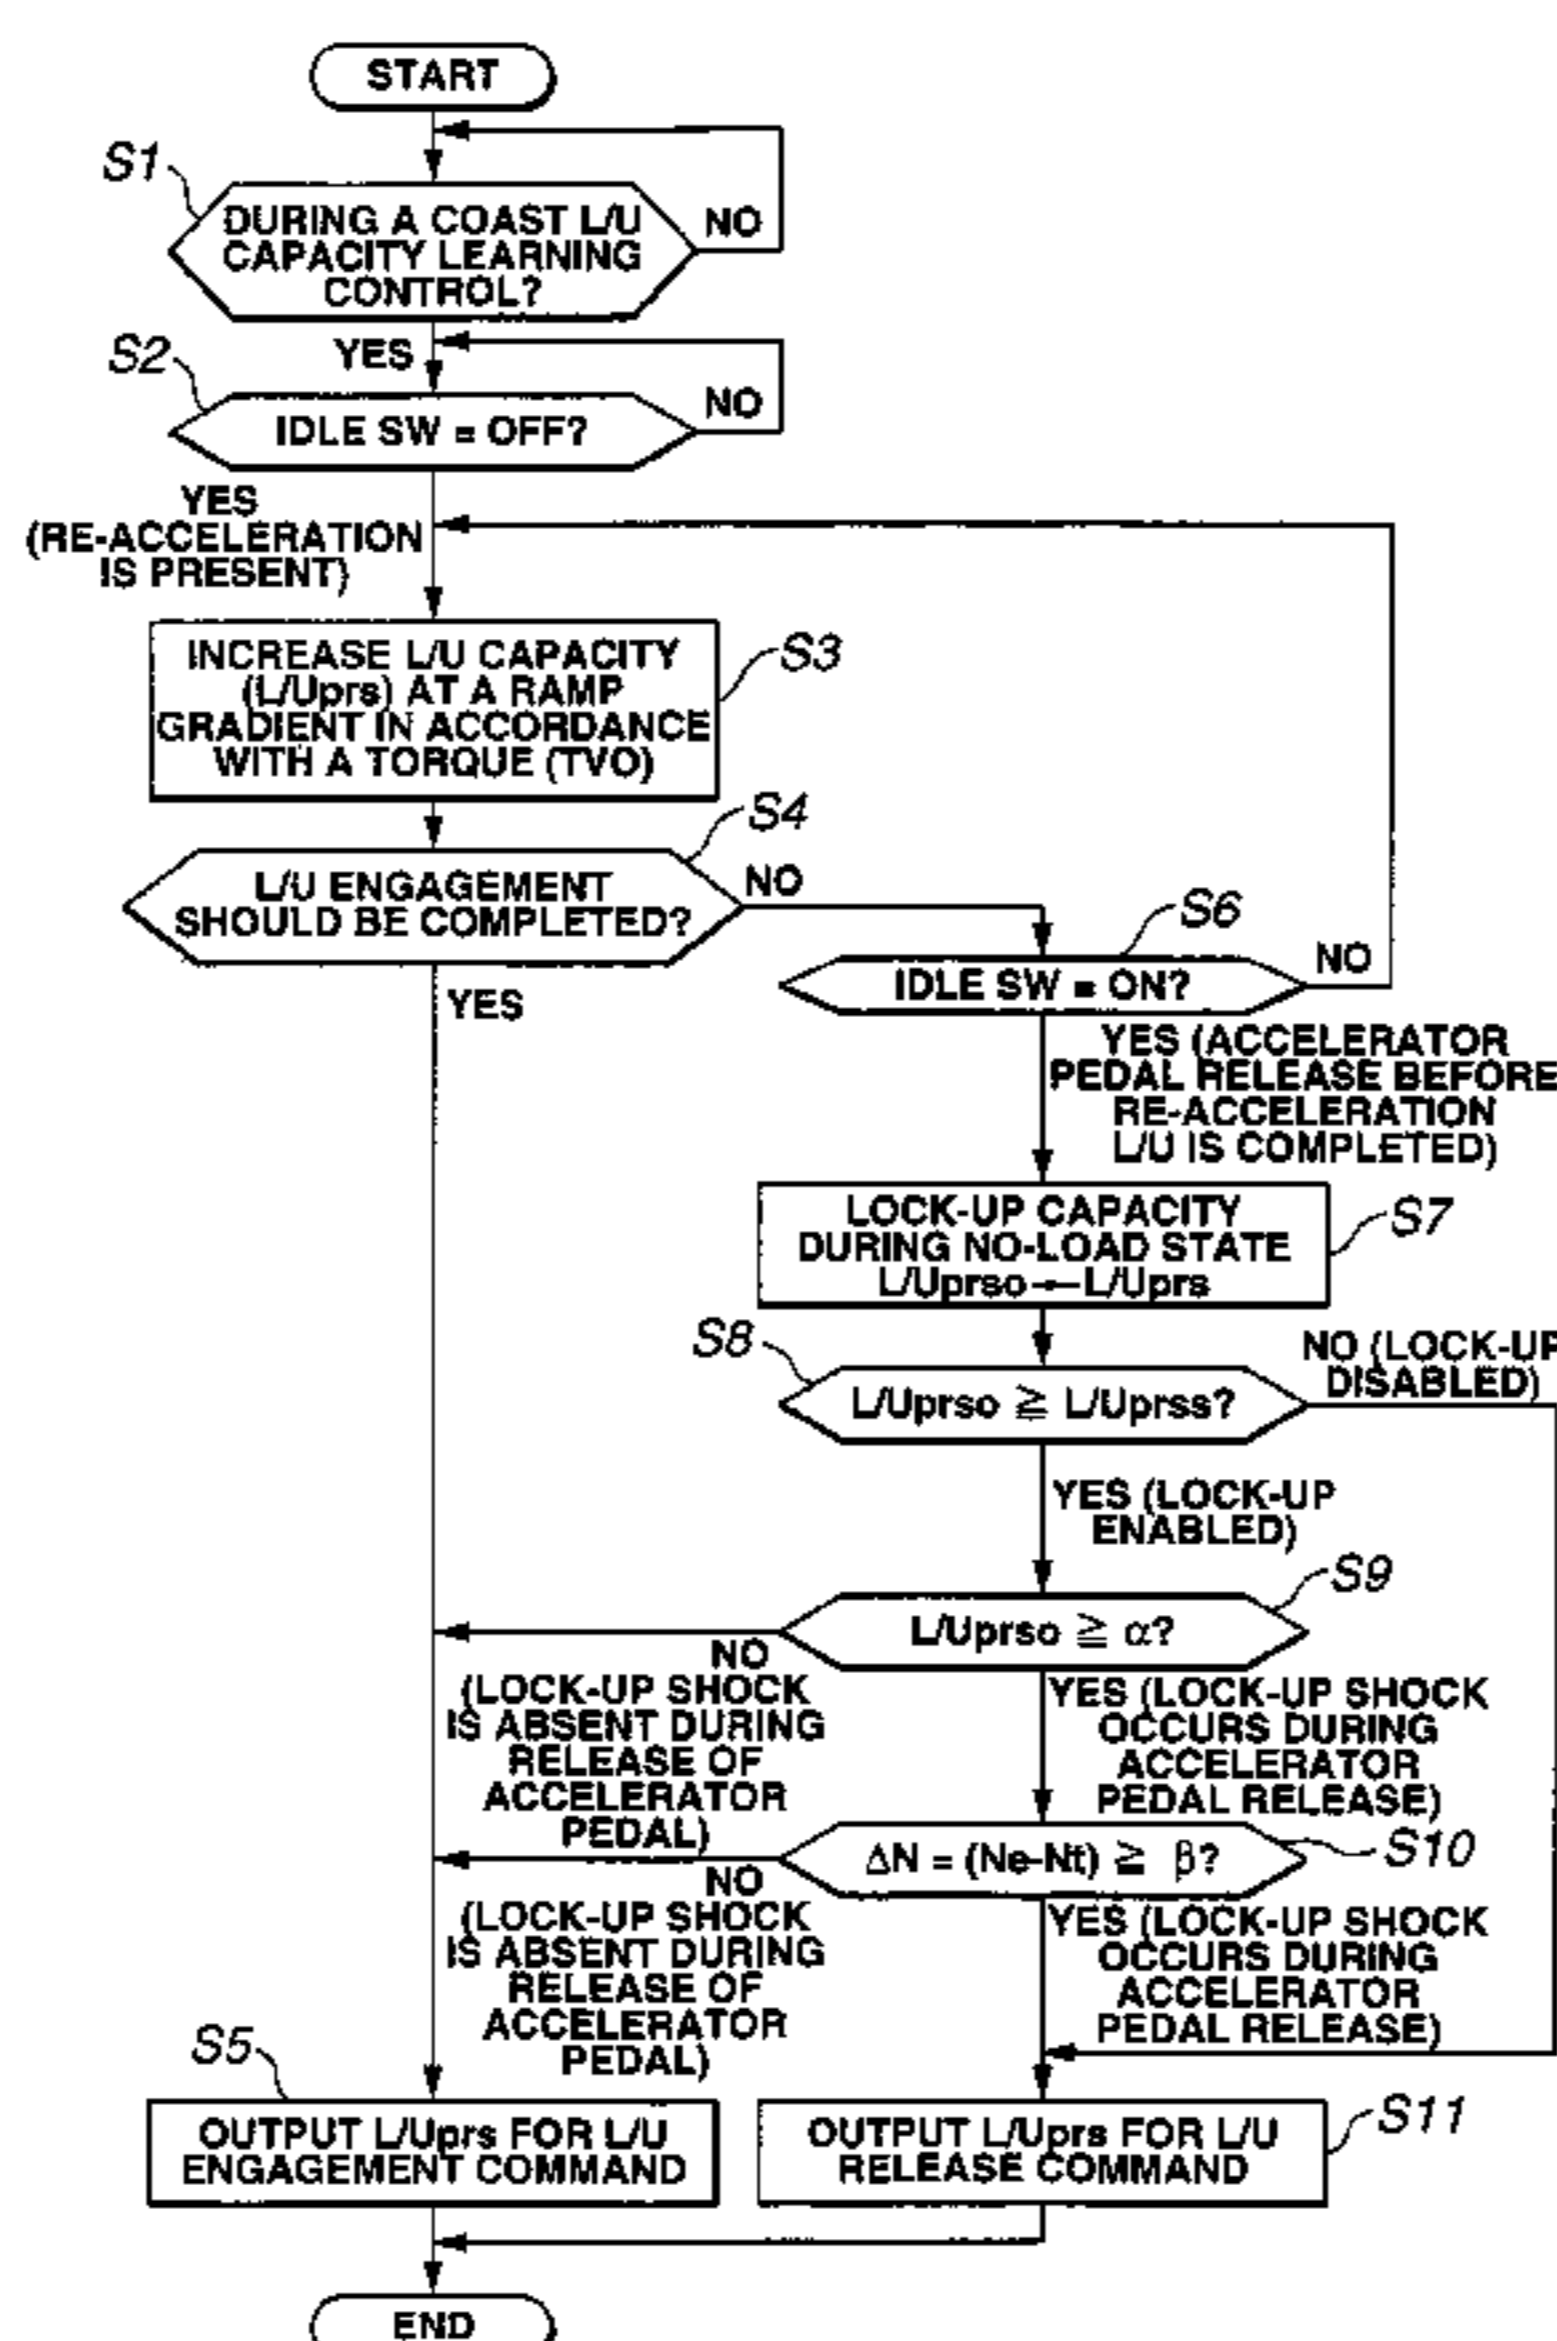 START
S1
DURING A COAST L/U
CAPACITY LEARNING
CONTROL?
NO
YES
S2
IDLE SW = OFF?
NO
YES
(RE-ACCELERATION
IS PRESENT)
INCREASE L/U CAPACITY
(L/Uprs) AT A RAMP
GRADIENT IN ACCORDANCE
WITH A TORQUE (TVO)
S3
S4
L/U ENGAGEMENT
SHOULD BE COMPLETED?
NO
YES
S6
IDLE SW = ON?
NO
YES (ACCELERATOR
PEDAL RELEASE BEFORE
RE-ACCELERATION
L/U IS COMPLETED)
LOCK-UP CAPACITY
DURING NO-LOAD STATE
L/Uprso ← L/Uprs
S7
S8
L/Uprso ≧ L/Uprss?
NO (LOCK-UP
DISABLED)
YES (LOCK-UP
ENABLED)
S9
L/Uprso ≧ α?
NO
(LOCK-UP SHOCK
IS ABSENT DURING
RELEASE OF
ACCELERATOR
PEDAL)
YES (LOCK-UP SHOCK
OCCURS DURING
ACCELERATOR
PEDAL RELEASE)
ΔN = (Ne-Nt) ≧ β?
S10
NO
(LOCK-UP SHOCK
IS ABSENT DURING
RELEASE OF
ACCELERATOR
PEDAL)
YES (LOCK-UP SHOCK
OCCURS DURING
ACCELERATOR
PEDAL RELEASE)
S5
OUTPUT L/Uprs FOR L/U
ENGAGEMENT COMMAND
OUTPUT L/Uprs FOR L/U
RELEASE COMMAND
S11
END